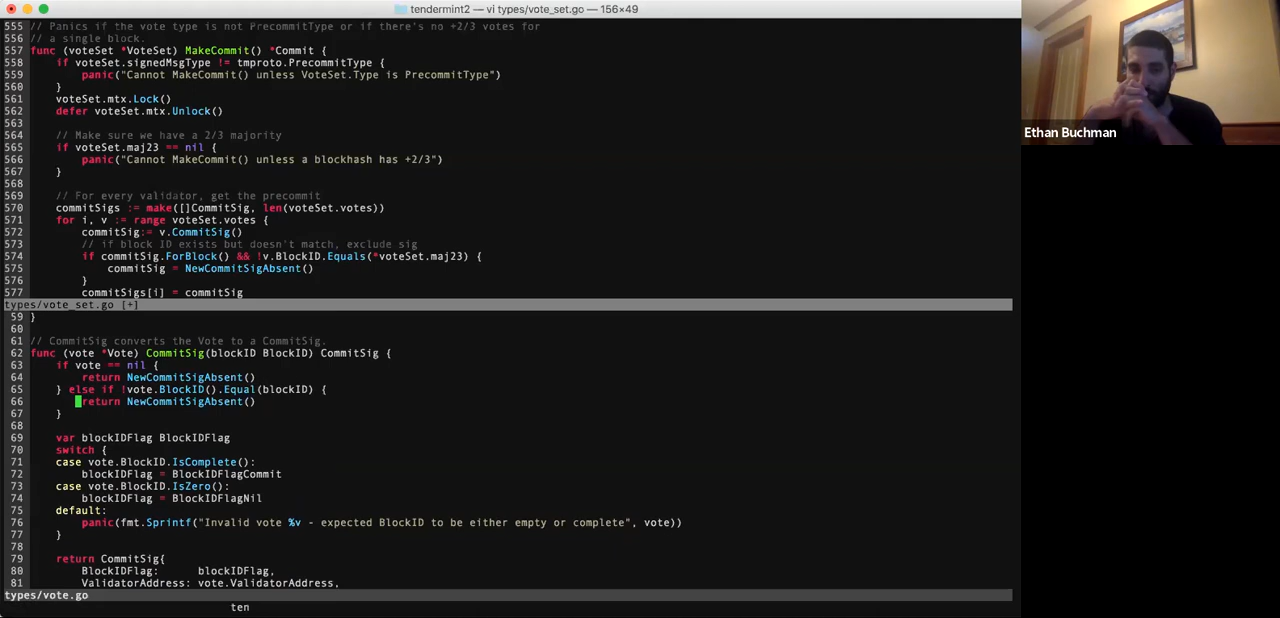 tendermint2 — vi types/vote_set.go — 156×49
555 // Panics if the vote type is not PrecommitType or if there's no +2/3 votes for
556 // a single block.
557 func (voteSet *VoteSet) MakeCommit() *Commit {
558     if voteSet.signedMsgType != tmproto.PrecommitType {
559         panic("Cannot MakeCommit() unless VoteSet.Type is PrecommitType")
560     }
561     voteSet.mtx.Lock()
562     defer voteSet.mtx.Unlock()
563
564     // Make sure we have a 2/3 majority
565     if voteSet.maj23 == nil {
566         panic("Cannot MakeCommit() unless a blockhash has +2/3")
567     }
568
569     // For every validator, get the precommit
570     commitSigs := make([]CommitSig, len(voteSet.votes))
571     for i, v := range voteSet.votes {
572         commitSig:= v.CommitSig()
573         // if block ID exists but doesn't match, exclude sig
574         if commitSig.ForBlock() && !v.BlockID.Equals(*voteSet.maj23) {
575             commitSig = NewCommitSigAbsent()
576         }
577         commitSigs[i] = commitSig
types/vote_set.go [+]
59 }
60
61 // CommitSig converts the Vote to a CommitSig.
62 func (vote *Vote) CommitSig(blockID BlockID) CommitSig {
63     if vote == nil {
64         return NewCommitSigAbsent()
65     } else if !vote.BlockID().Equal(blockID) {
66         return NewCommitSigAbsent()
67     }
68
69     var blockIDFlag BlockIDFlag
70     switch {
71     case vote.BlockID.IsComplete():
72         blockIDFlag = BlockIDFlagCommit
73     case vote.BlockID.IsZero():
74         blockIDFlag = BlockIDFlagNil
75     default:
76         panic(fmt.Sprintf("Invalid vote %v - expected BlockID to be either empty or complete", vote))
77     }
78
79     return CommitSig{
80         BlockIDFlag:      blockIDFlag,
81         ValidatorAddress: vote.ValidatorAddress,
types/vote.go
ten
Ethan Buchman